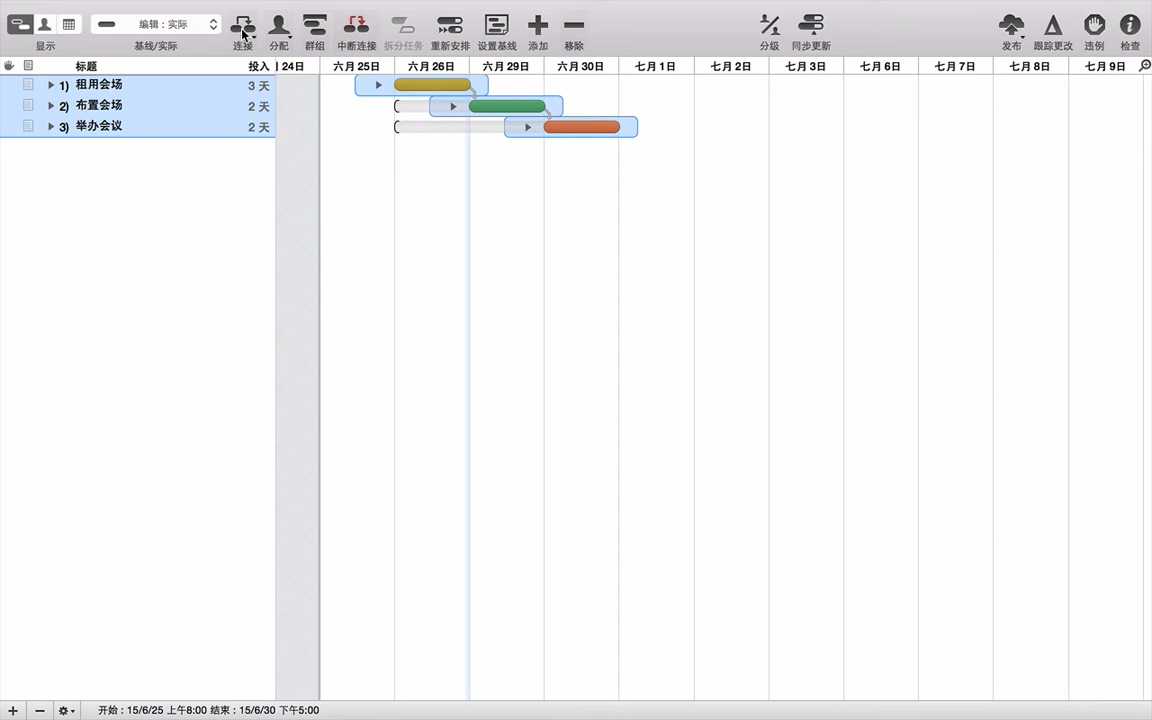 编辑：实际
显示 基线/实际 连接 分配 群组 中断连接 拆分任务 重新安排 设置基线 添加 移除 分级 同步更新 发布 跟踪更改 违例 检查
标题 投入 24日 六月 25日 六月 26日 六月 29日 六月 30日 七月 1日 七月 2日 七月 3日 七月 6日 七月 7日 七月 8日 七月 9日
1) 租用会场 3 天
2) 布置会场 2 天
3) 举办会议 2 天
开始：15/6/25 上午8:00 结束：15/6/30 下午5:00